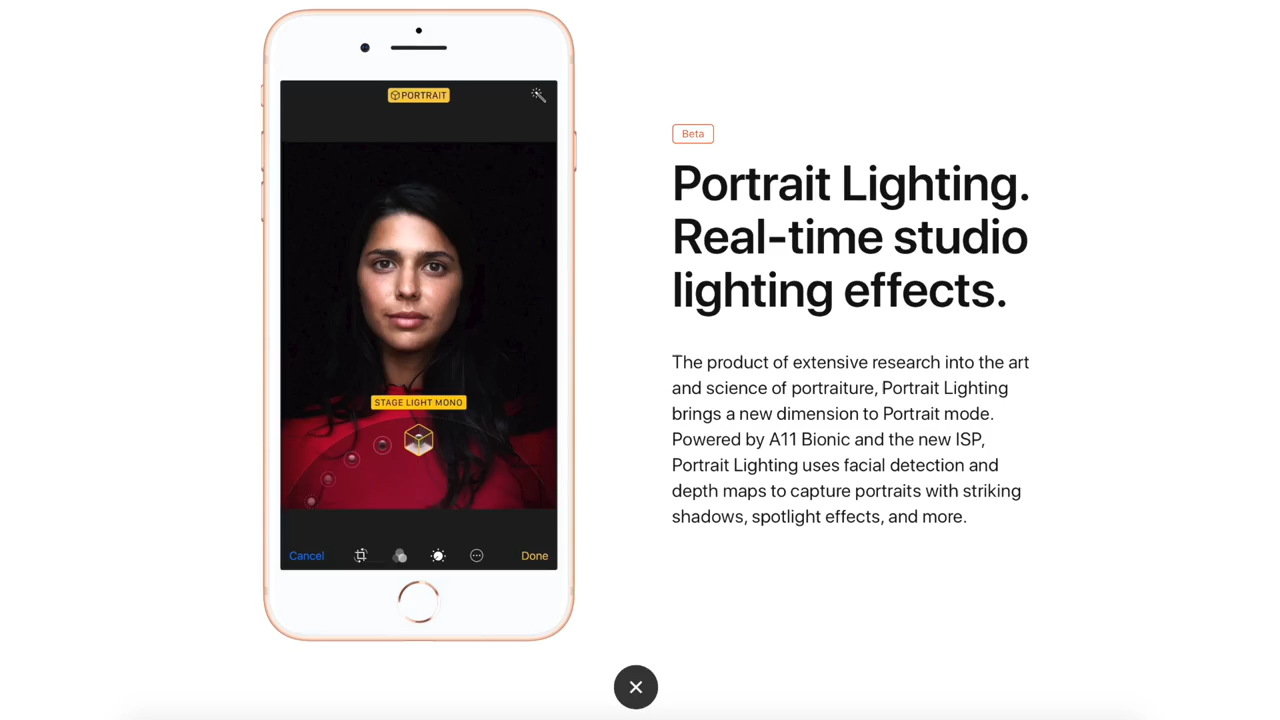 PORTRAIT
STAGE LIGHT MONO
Cancel
Done
Beta
Portrait Lighting.
Real-time studio
lighting effects.
The product of extensive research into the art
and science of portraiture, Portrait Lighting
brings a new dimension to Portrait mode.
Powered by A11 Bionic and the new ISP,
Portrait Lighting uses facial detection and
depth maps to capture portraits with striking
shadows, spotlight effects, and more.